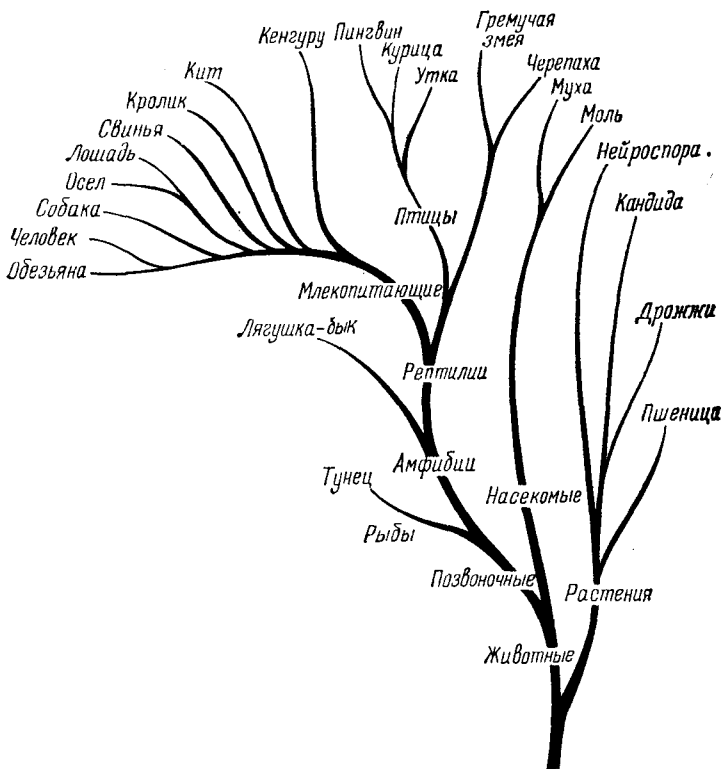 Гремучая
змея
Пингвин
Кенгуру
Курица
Черепаха
Утка
Кит
Муха
Кролик
Моль
Свинья
Нейроспора.
Лошадь
Осел
Кандида
Собака
Птицы
Человек
Обезьяна
Млекопитающие
Дрожжи
Лягушка-бык
Рептилии
Пшеница
Амфибии
Тунец
Насекомые
Рыбы
Позвоночные
Растения
Животные